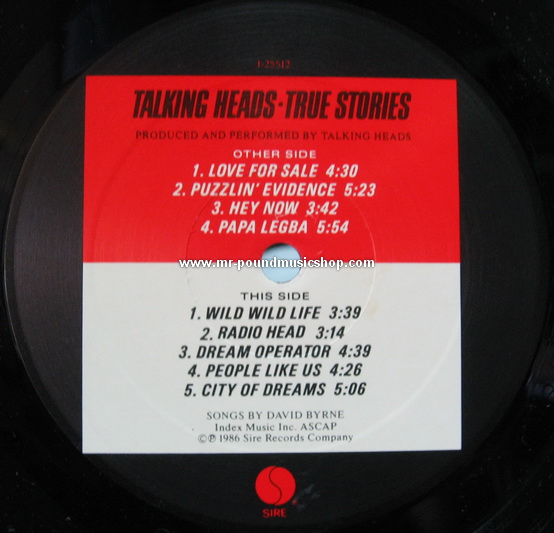 1-25512
TALKING HEADS·TRUE STORIES
PRODUCED AND PERFORMED BY TALKING HEADS
OTHER SIDE
1. LOVE FOR SALE 4:30
2. PUZZLIN' EVIDENCE 5:23
3. HEY NOW 3:42
4. PAPA LEGBA 5:54
www.mr-poundmusicshop.com
THIS SIDE
1. WILD WILD LIFE 3:39
2. RADIO HEAD 3:14
3. DREAM OPERATOR 4:39
4. PEOPLE LIKE US 4:26
5. CITY OF DREAMS 5:06
SONGS BY DAVID BYRNE
Index Music Inc. ASCAP
©℗ 1986 Sire Records Company
SIRE